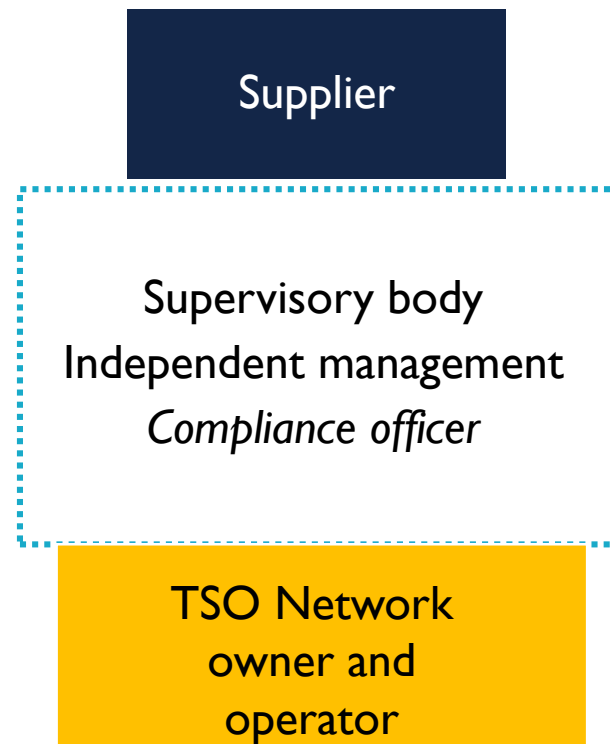 Supplier
Supervisory body
Independent management
Compliance officer
TSO Network
owner and
operator